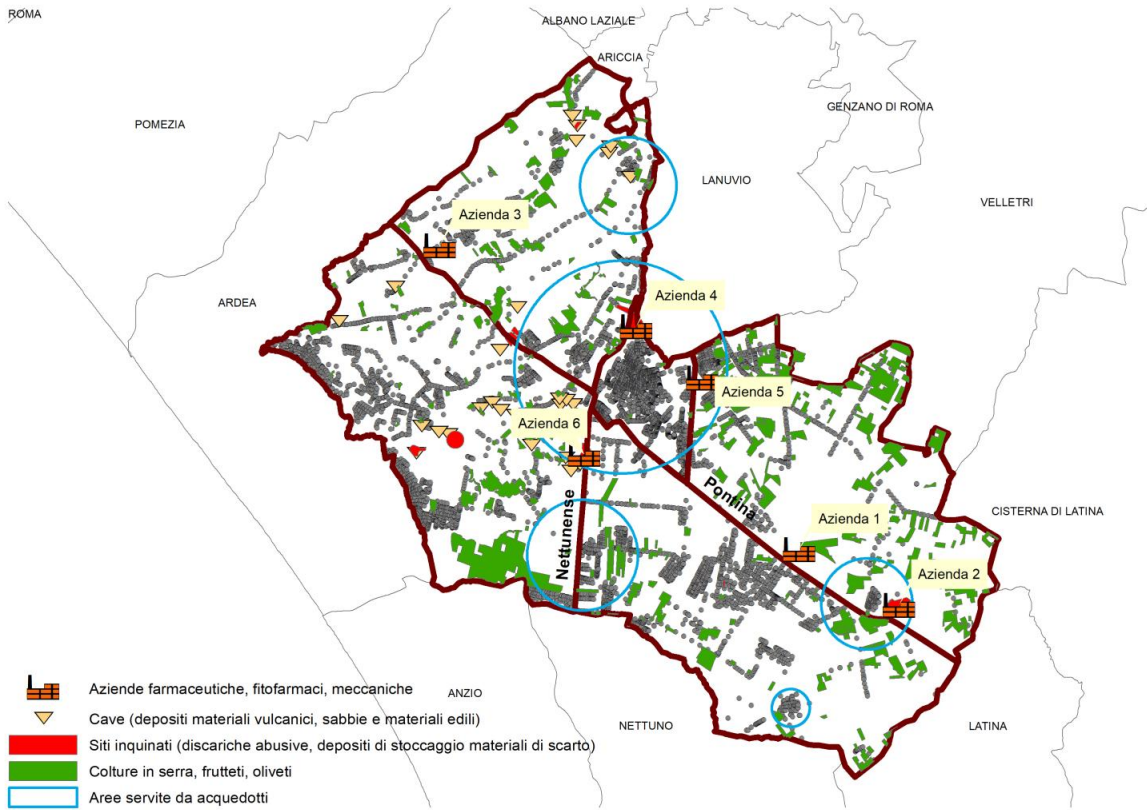 ROMA
ALBANO LAZIALE
ARICCIA
GENZANO DI ROMA
POMEZIA
LANUVIO
VELLETRI
Azienda 3
ARDEA
Azienda 4
Azienda 5
Azienda 6
Pontina
Nettunense
Azienda 1
CISTERNA DI LATINA
Azienda 2
ANZIO
NETTUNO
LATINA
Aziende farmaceutiche, fitofarmaci, meccaniche
Cave (depositi materiali vulcanici, sabbie e materiali edili)
Siti inquinati (discariche abusive, depositi di stoccaggio materiali di scarto)
Colture in serra, frutteti, oliveti
Aree servite da acquedotti